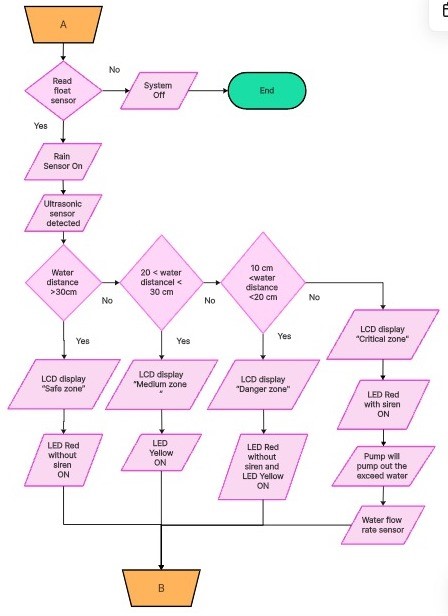 A
Read
float
sensor
No
System
Off
End
Yes
Rain
Sensor On
Ultrasonic
sensor
detected
Water
distance
>30cm
No
20 < water
distancel <
30 cm
No
10 cm
<water
distance
<20 cm
No
Yes
Yes
Yes
LCD display
"Safe zone"
LCD display
"Medium zone
"
LCD display
"Danger zone"
LCD display
"Critical zone"
LED Red
without
siren
ON
LED
Yellow
ON
LED Red
without
siren and
LED Yellow
ON
LED Red
with siren
ON
Pump will
pump out the
exceed water
Water flow
rate sensor
B